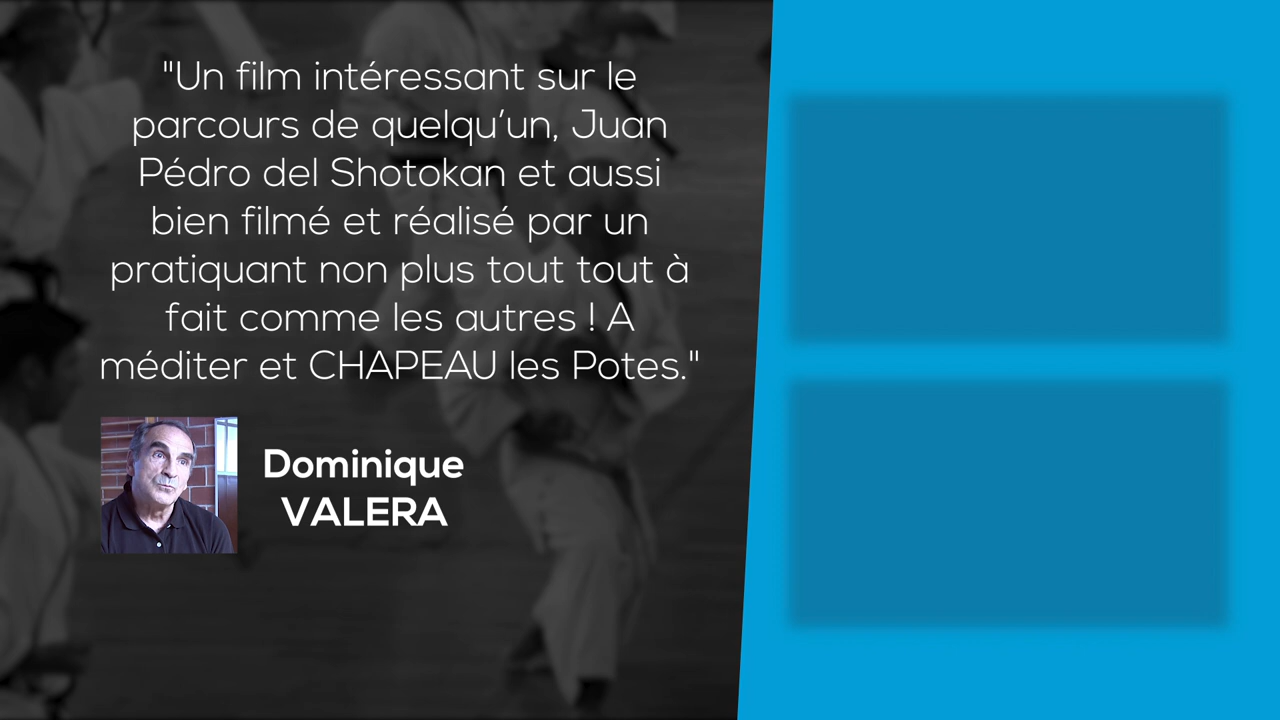 "Un film intéressant sur le
parcours de quelqu’un, Juan
Pédro del Shotokan et aussi
bien filmé et réalisé par un
pratiquant non plus tout tout à
fait comme les autres ! A
méditer et CHAPEAU les Potes."
Dominique
VALERA